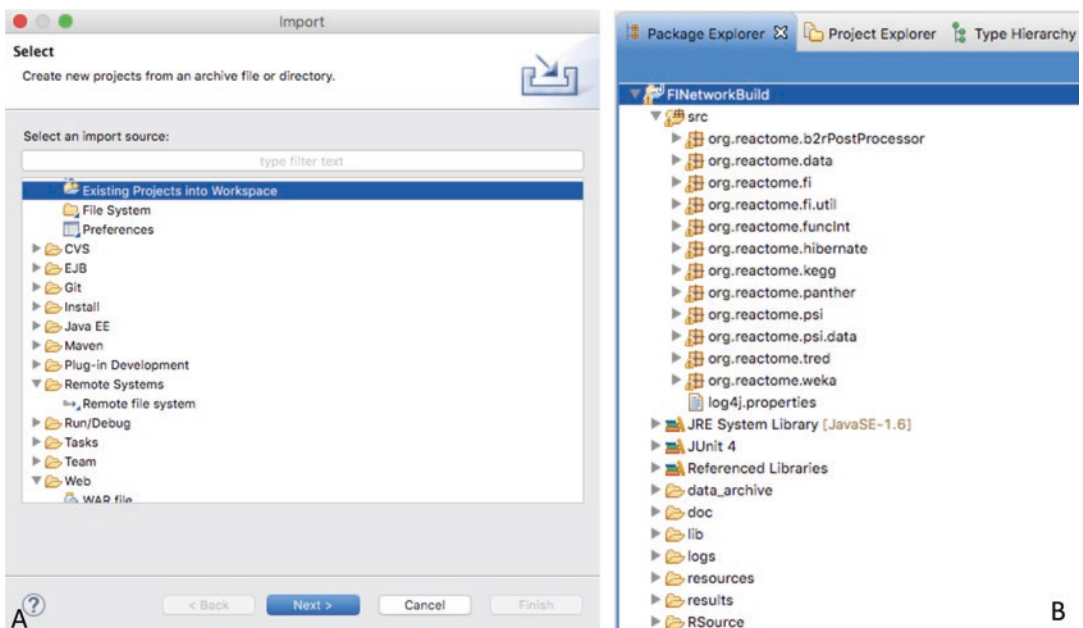 Import
Select
Create new projects from an archive file or directory.
Select an import source:
type filter text
Existing Projects into Workspace
File System
Preferences
CVS
EJB
Git
Install
Java EE
Maven
Plug-in Development
Remote Systems
Remote file system
Run/Debug
Tasks
Team
Web
WAR file
?
< Back
Next >
Cancel
Finish
A
Package Explorer
Project Explorer
Type Hierarchy
FINetworkBuild
src
org.reactome.b2rPostProcessor
org.reactome.data
org.reactome.fi
org.reactome.fi.util
org.reactome.funcInt
org.reactome.hibernate
org.reactome.kegg
org.reactome.panther
org.reactome.psi
org.reactome.psi.data
org.reactome.tred
org.reactome.weka
log4j.properties
JRE System Library [JavaSE-1.6]
JUnit 4
Referenced Libraries
data_archive
doc
lib
logs
resources
results
RSource
B